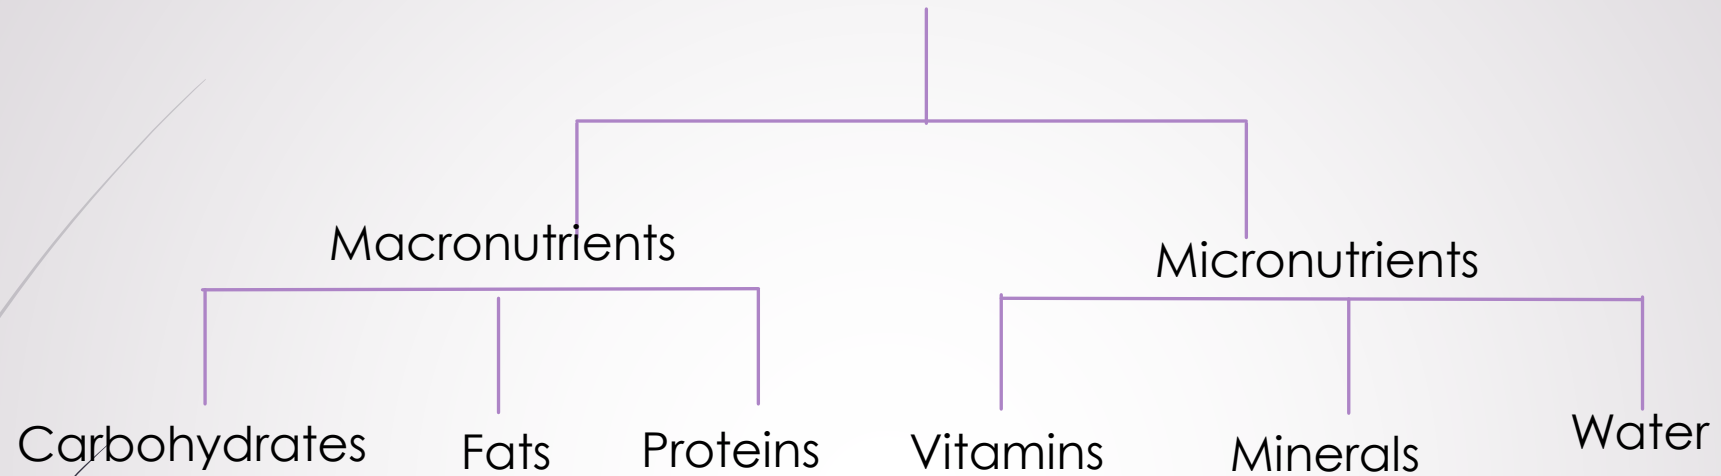 Macronutrients
Micronutrients
Carbohydrates
Fats
Proteins
Vitamins
Minerals
Water